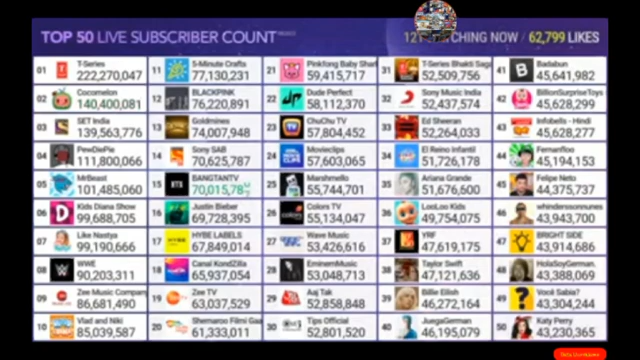 TOP 50 LIVE SUBSCRIBER COUNT
WATCHING NOW / 62,799 LIKES
01 T-Series
222,270,047
02 Cocomelon
140,400,081
03 SET India
139,563,776
04 PewDiePie
111,800,066
05 MrBeast
101,485,060
06 Kids Diana Show
99,688,705
07 Like Nastya
99,190,666
08 WWE
90,203,311
09 Zee Music Company
86,681,490
10 Vlad and Niki
85,039,587
11 5-Minute Crafts
77,130,231
12 BLACKPINK
76,220,891
13 Goldmines
74,007,948
14 Sony SAB
70,625,787
15 BANGTANTV
16 Justin Bieber
69,728,395
17 HYBE LABELS
67,849,014
18 Canal KondZilla
65,937,054
19 Zee TV
63,037,529
20 Shemaroo Filmi Gaa
61,333,011
21 Pinkfong Baby Shar
59,415,717
22 Dude Perfect
58,112,370
23 ChuChu TV
57,804,452
24 Movieclips
57,603,065
25 Marshmello
55,744,701
26 Colors TV
55,134,047
27 Wave Music
53,426,616
28 EminemMusic
53,048,713
29 Aaj Tak
52,858,848
30 Tips Official
52,801,520
31 T-Series Bhakti Saga
52,509,756
32 Sony Music India
52,437,574
33 Ed Sheeran
52,264,033
34 El Reino Infantil
51,726,178
35 Ariana Grande
51,676,600
36 LooLoo Kids
49,754,075
37 YRF
47,619,175
38 Taylor Swift
47,121,636
39 Billie Eilish
46,272,164
40 JuegaGerman
46,195,079
41 Badabun
45,641,982
42 BillionSurpriseToys
45,628,299
43 Infobells - Hindi
45,628,277
44 Fernanfloo
45,194,153
45 Felipe Neto
44,375,737
46 whinderssonnunes
43,943,700
47 BRIGHT SIDE
43,914,686
48 HolaSoyGerman.
43,388,069
49 Você Sabia?
43,304,244
50 Katy Perry
43,230,365